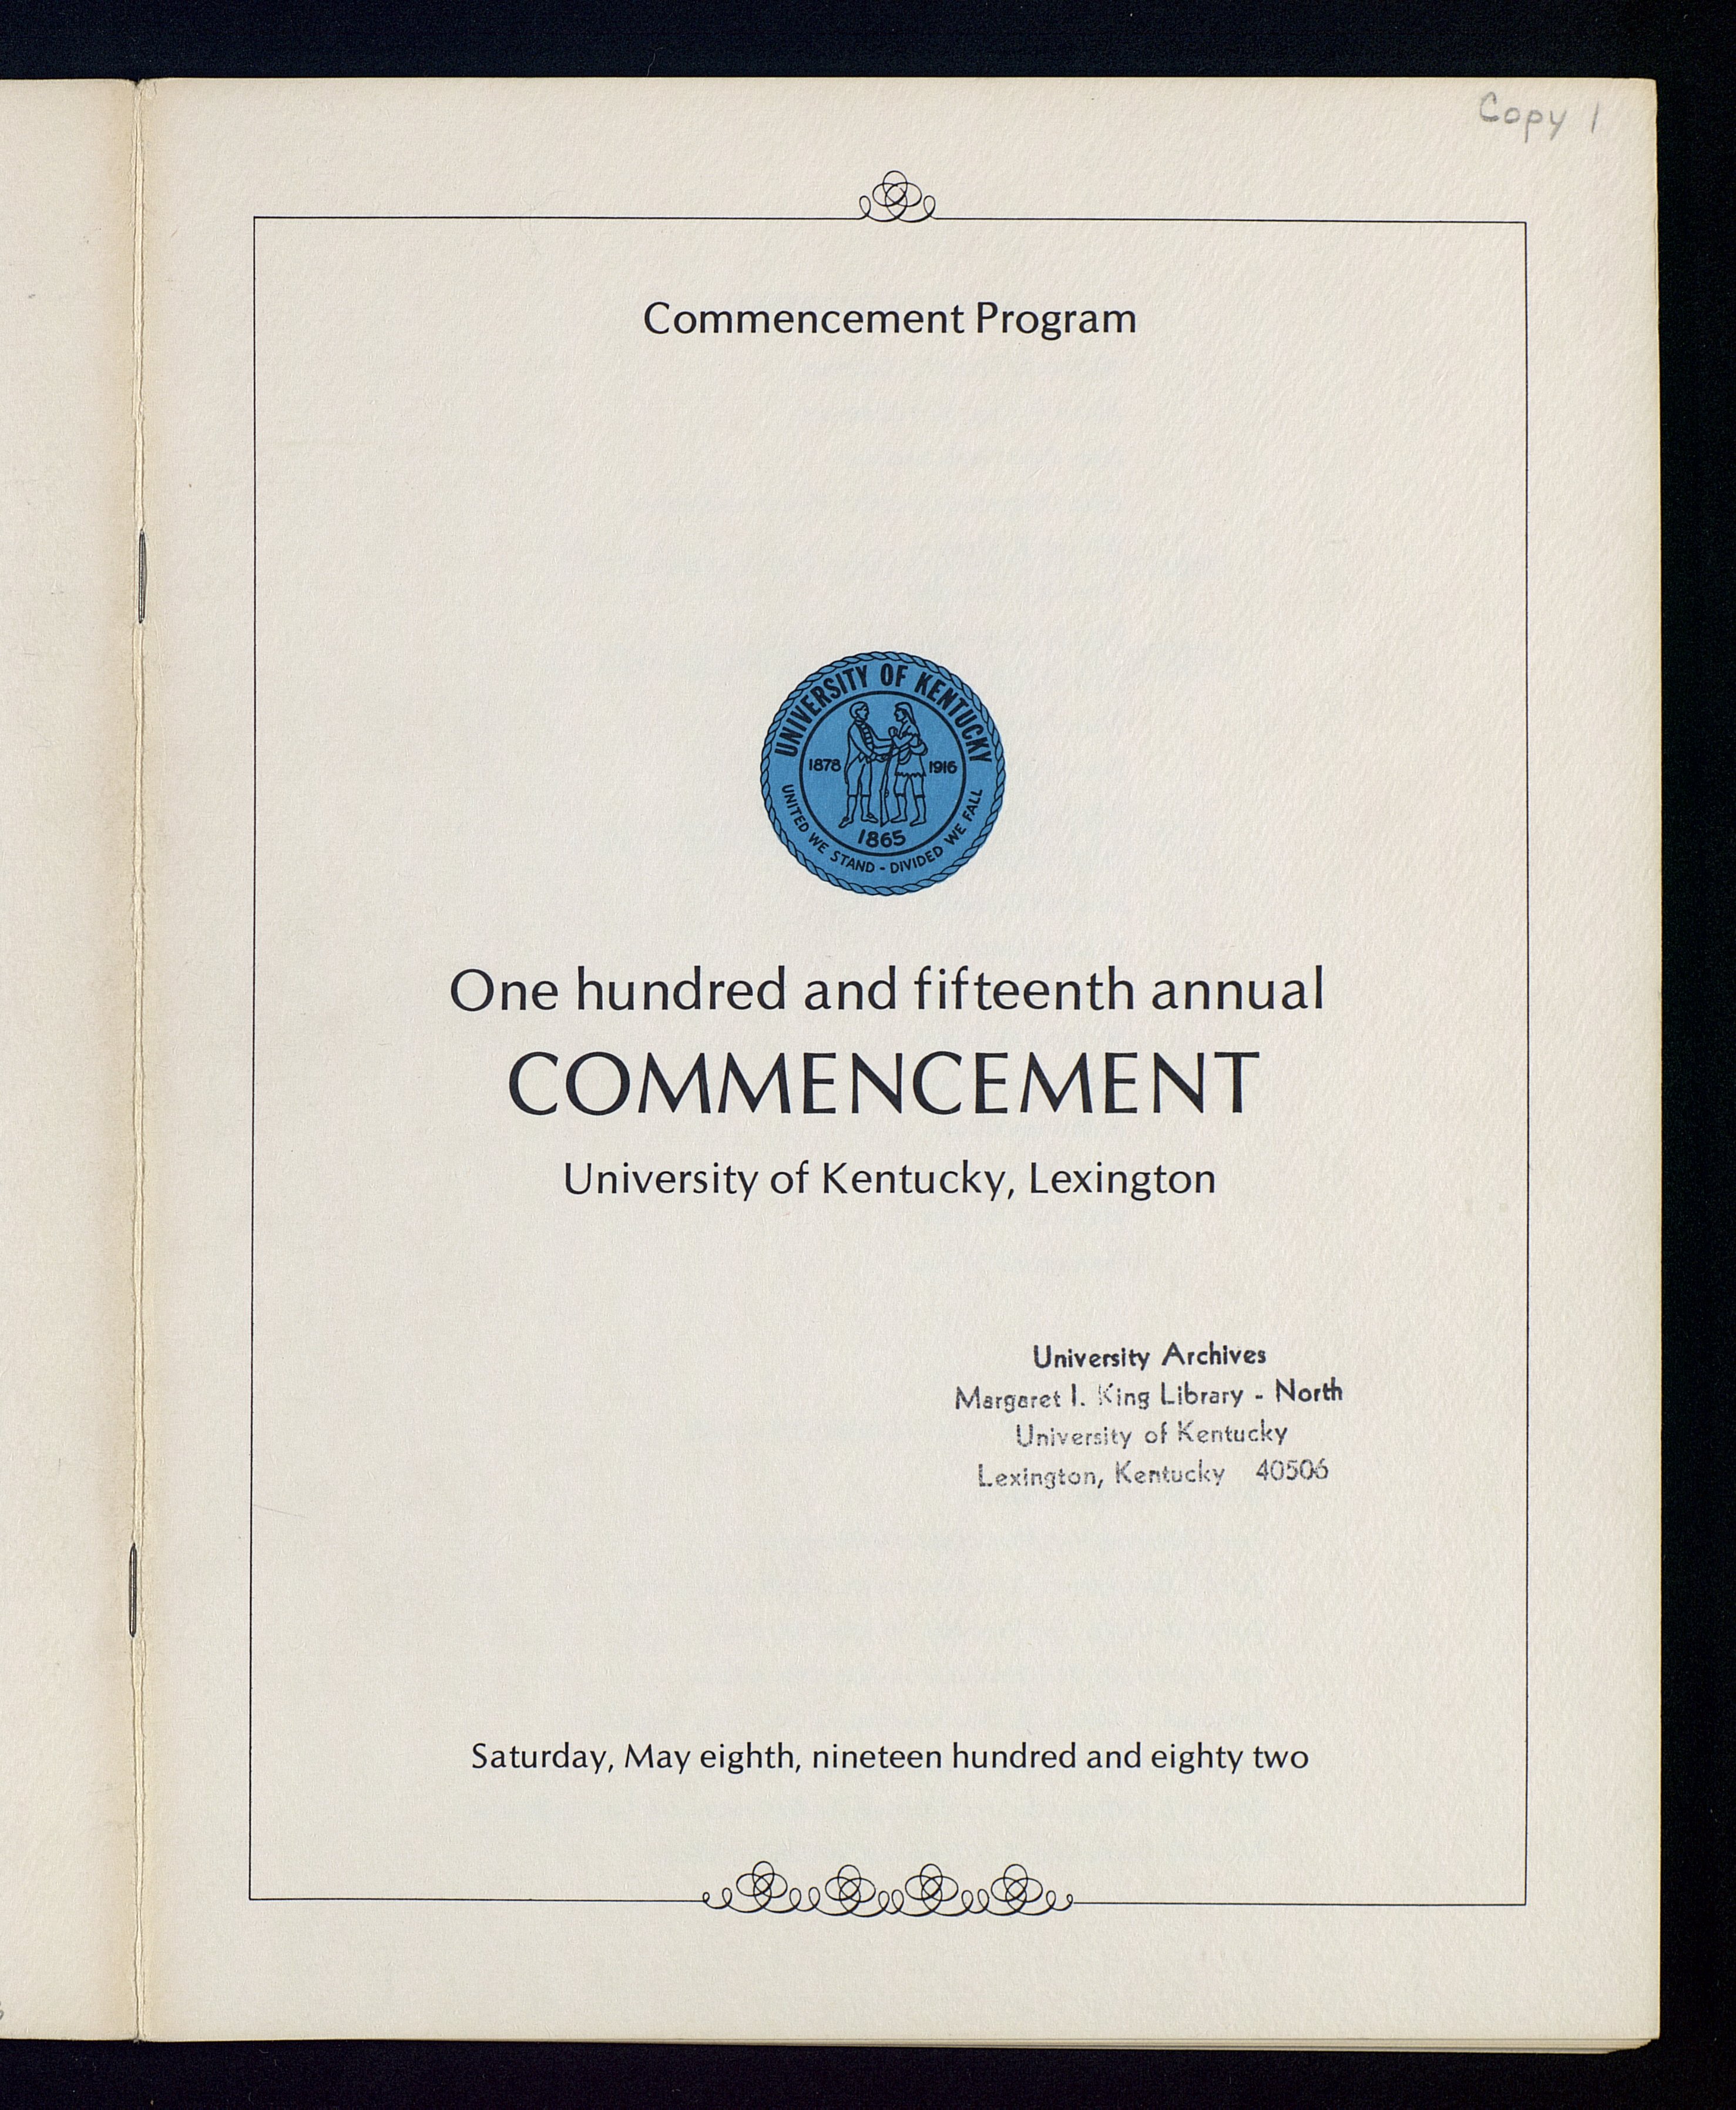 Copy 1
Commencement Program
UNIVERSITY OF KENTUCKY
1878 1916
1865
UNITED WE STAND - DIVIDED WE FALL
One hundred and fifteenth annual
COMMENCEMENT
University of Kentucky, Lexington
University Archives
Margaret I. King Library - North
University of Kentucky
Lexington, Kentucky 40506
Saturday, May eighth, nineteen hundred and eighty two